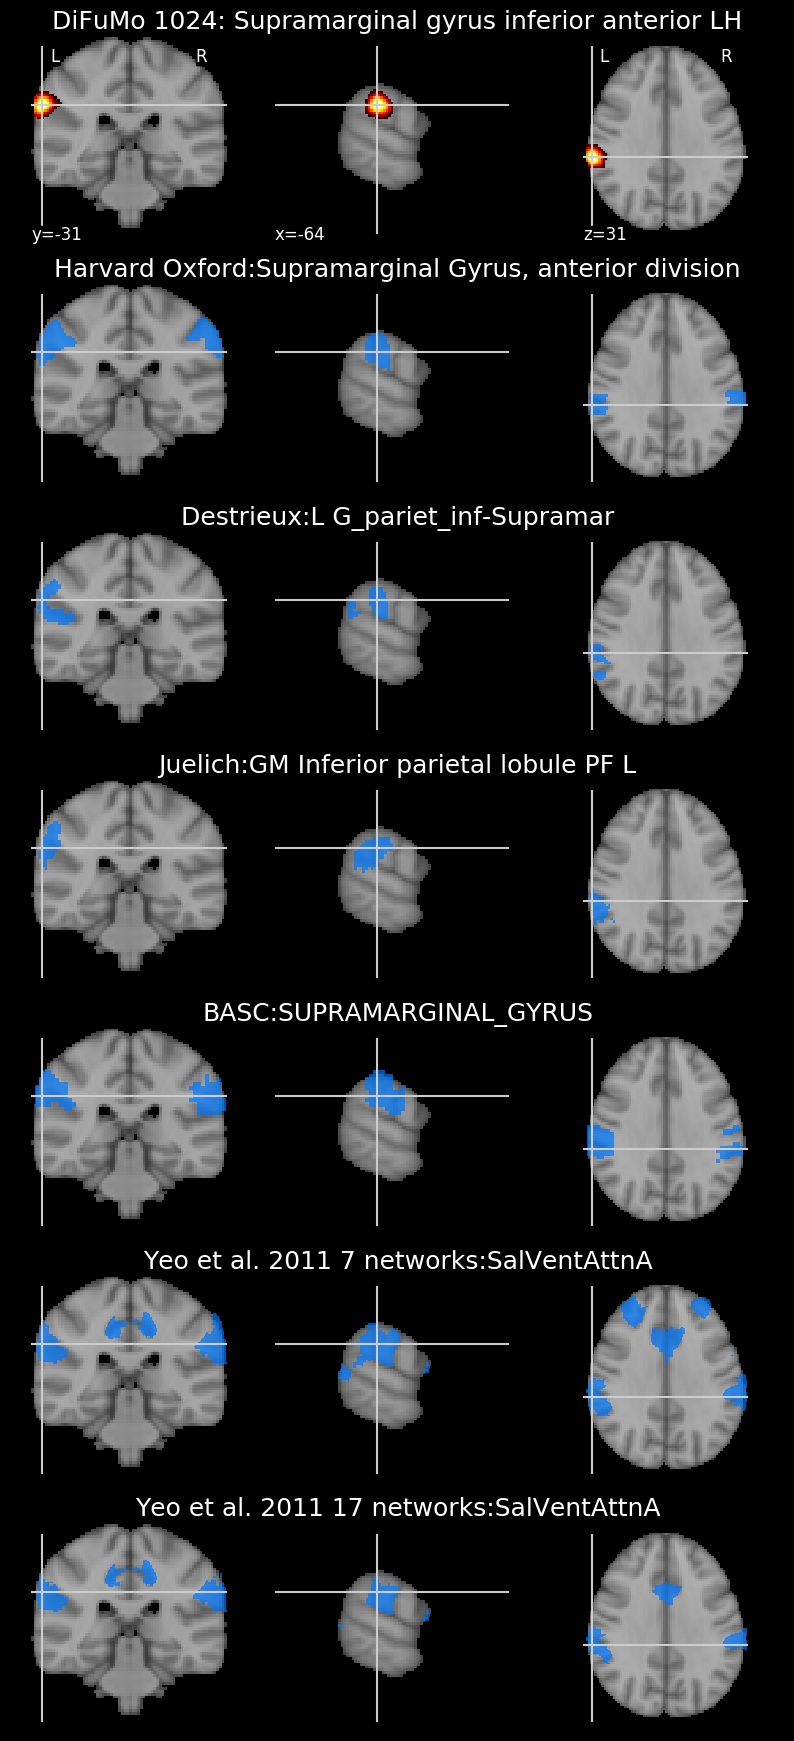 DiFuMo 1024: Supramarginal gyrus inferior anterior LH
L R L R
y=-31 x=-64 z=31
Harvard Oxford:Supramarginal Gyrus, anterior division
Destrieux:L G_pariet_inf-Supramar
Juelich:GM Inferior parietal lobule PF L
BASC:SUPRAMARGINAL_GYRUS
Yeo et al. 2011 7 networks:SalVentAttnA
Yeo et al. 2011 17 networks:SalVentAttnA